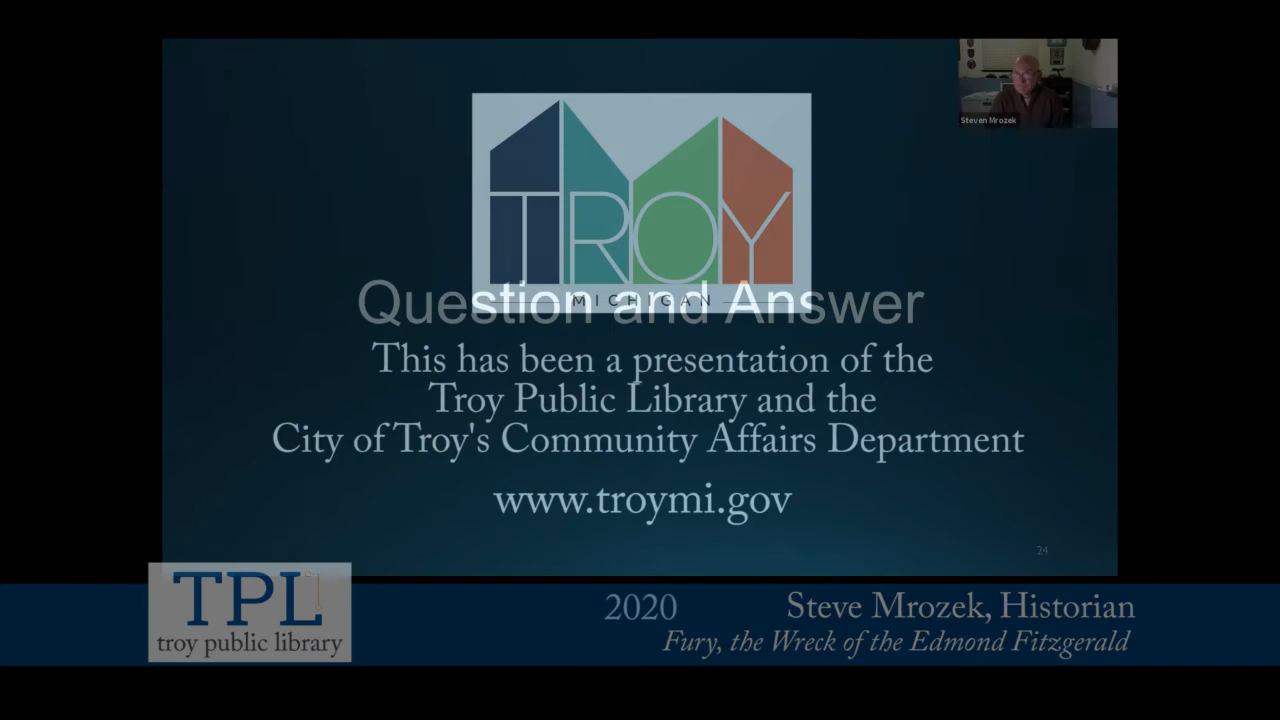 Steven Mrozek
TROY
MICHIGAN
Question and Answer
This has been a presentation of the
Troy Public Library and the
City of Troy's Community Affairs Department
www.troymi.gov
24
TPL
troy public library
2020
Steve Mrozek, Historian
Fury, the Wreck of the Edmond Fitzgerald